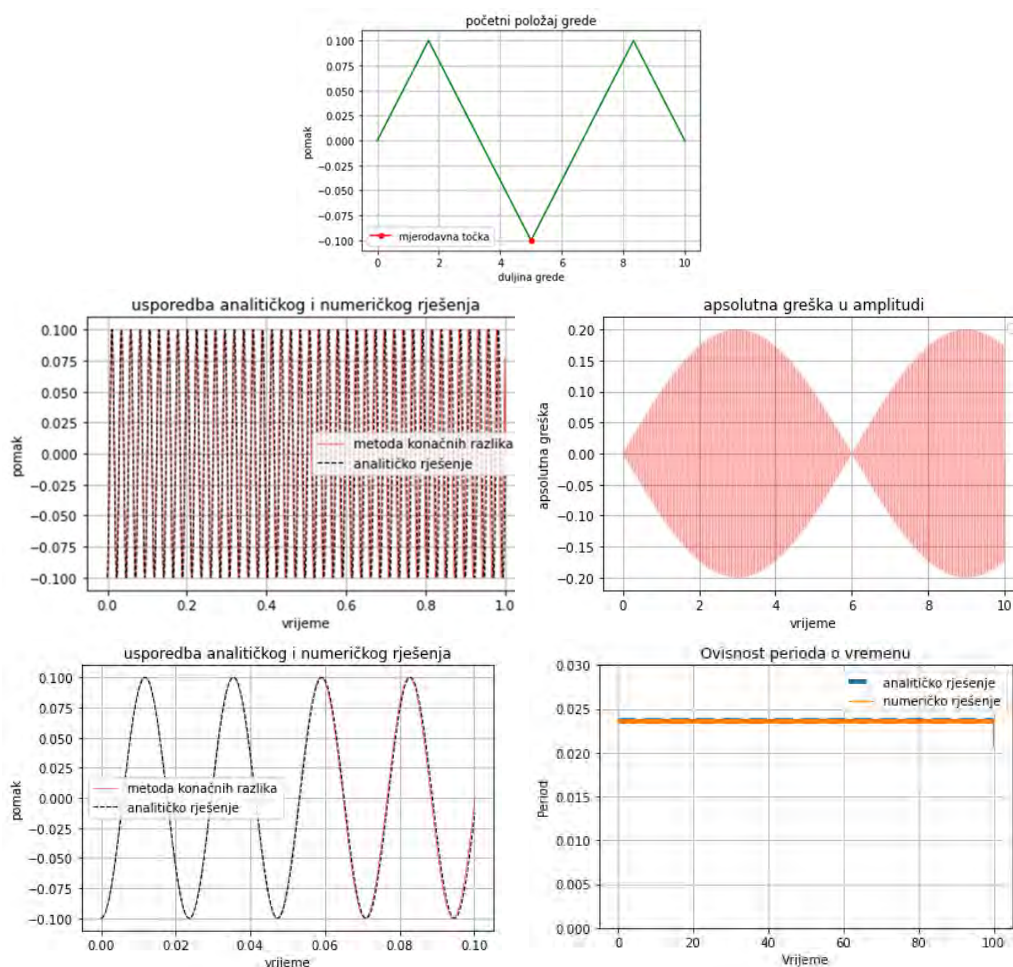 početni položaj grede
0.100
0.075
0.050
0.025
0.000
−0.025
−0.050
−0.075
−0.100
pomak
mjerodavna točka
0 2 4 6 8 10
duljina grede
usporedba analitičkog i numeričkog rješenja
0.100
0.075
0.050
0.025
0.000
−0.025
−0.050
−0.075
−0.100
pomak
metoda konačnih razlika
analitičko rješenje
0.0 0.2 0.4 0.6 0.8 1.0
vrijeme
apsolutna greška u amplitudi
0.20
0.15
0.10
0.05
0.00
−0.05
−0.10
−0.15
−0.20
apsolutna greška
0 2 4 6 8 10
vrijeme
usporedba analitičkog i numeričkog rješenja
0.100
0.075
0.050
0.025
0.000
−0.025
−0.050
−0.075
−0.100
pomak
metoda konačnih razlika
analitičko rješenje
0.00 0.02 0.04 0.06 0.08 0.10
vrijeme
Ovisnost perioda o vremenu
0.030
0.025
0.020
0.015
0.010
0.005
0.000
Period
analitičko rješenje
numeričko rješenje
0 20 40 60 80 100
Vrijeme